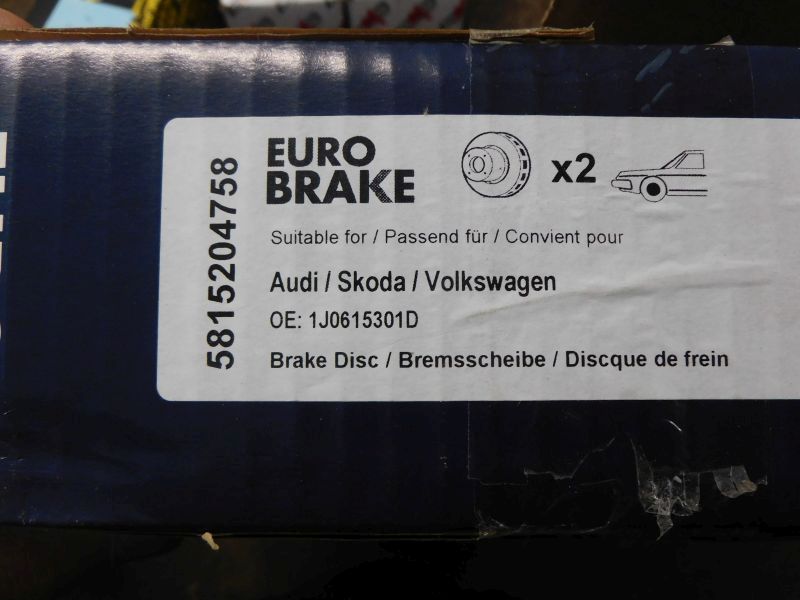 5815204758
EURO
BRAKE
x2
Suitable for / Passend für / Convient pour
Audi / Skoda / Volkswagen
OE: 1J0615301D
Brake Disc / Bremsscheibe / Discque de frein